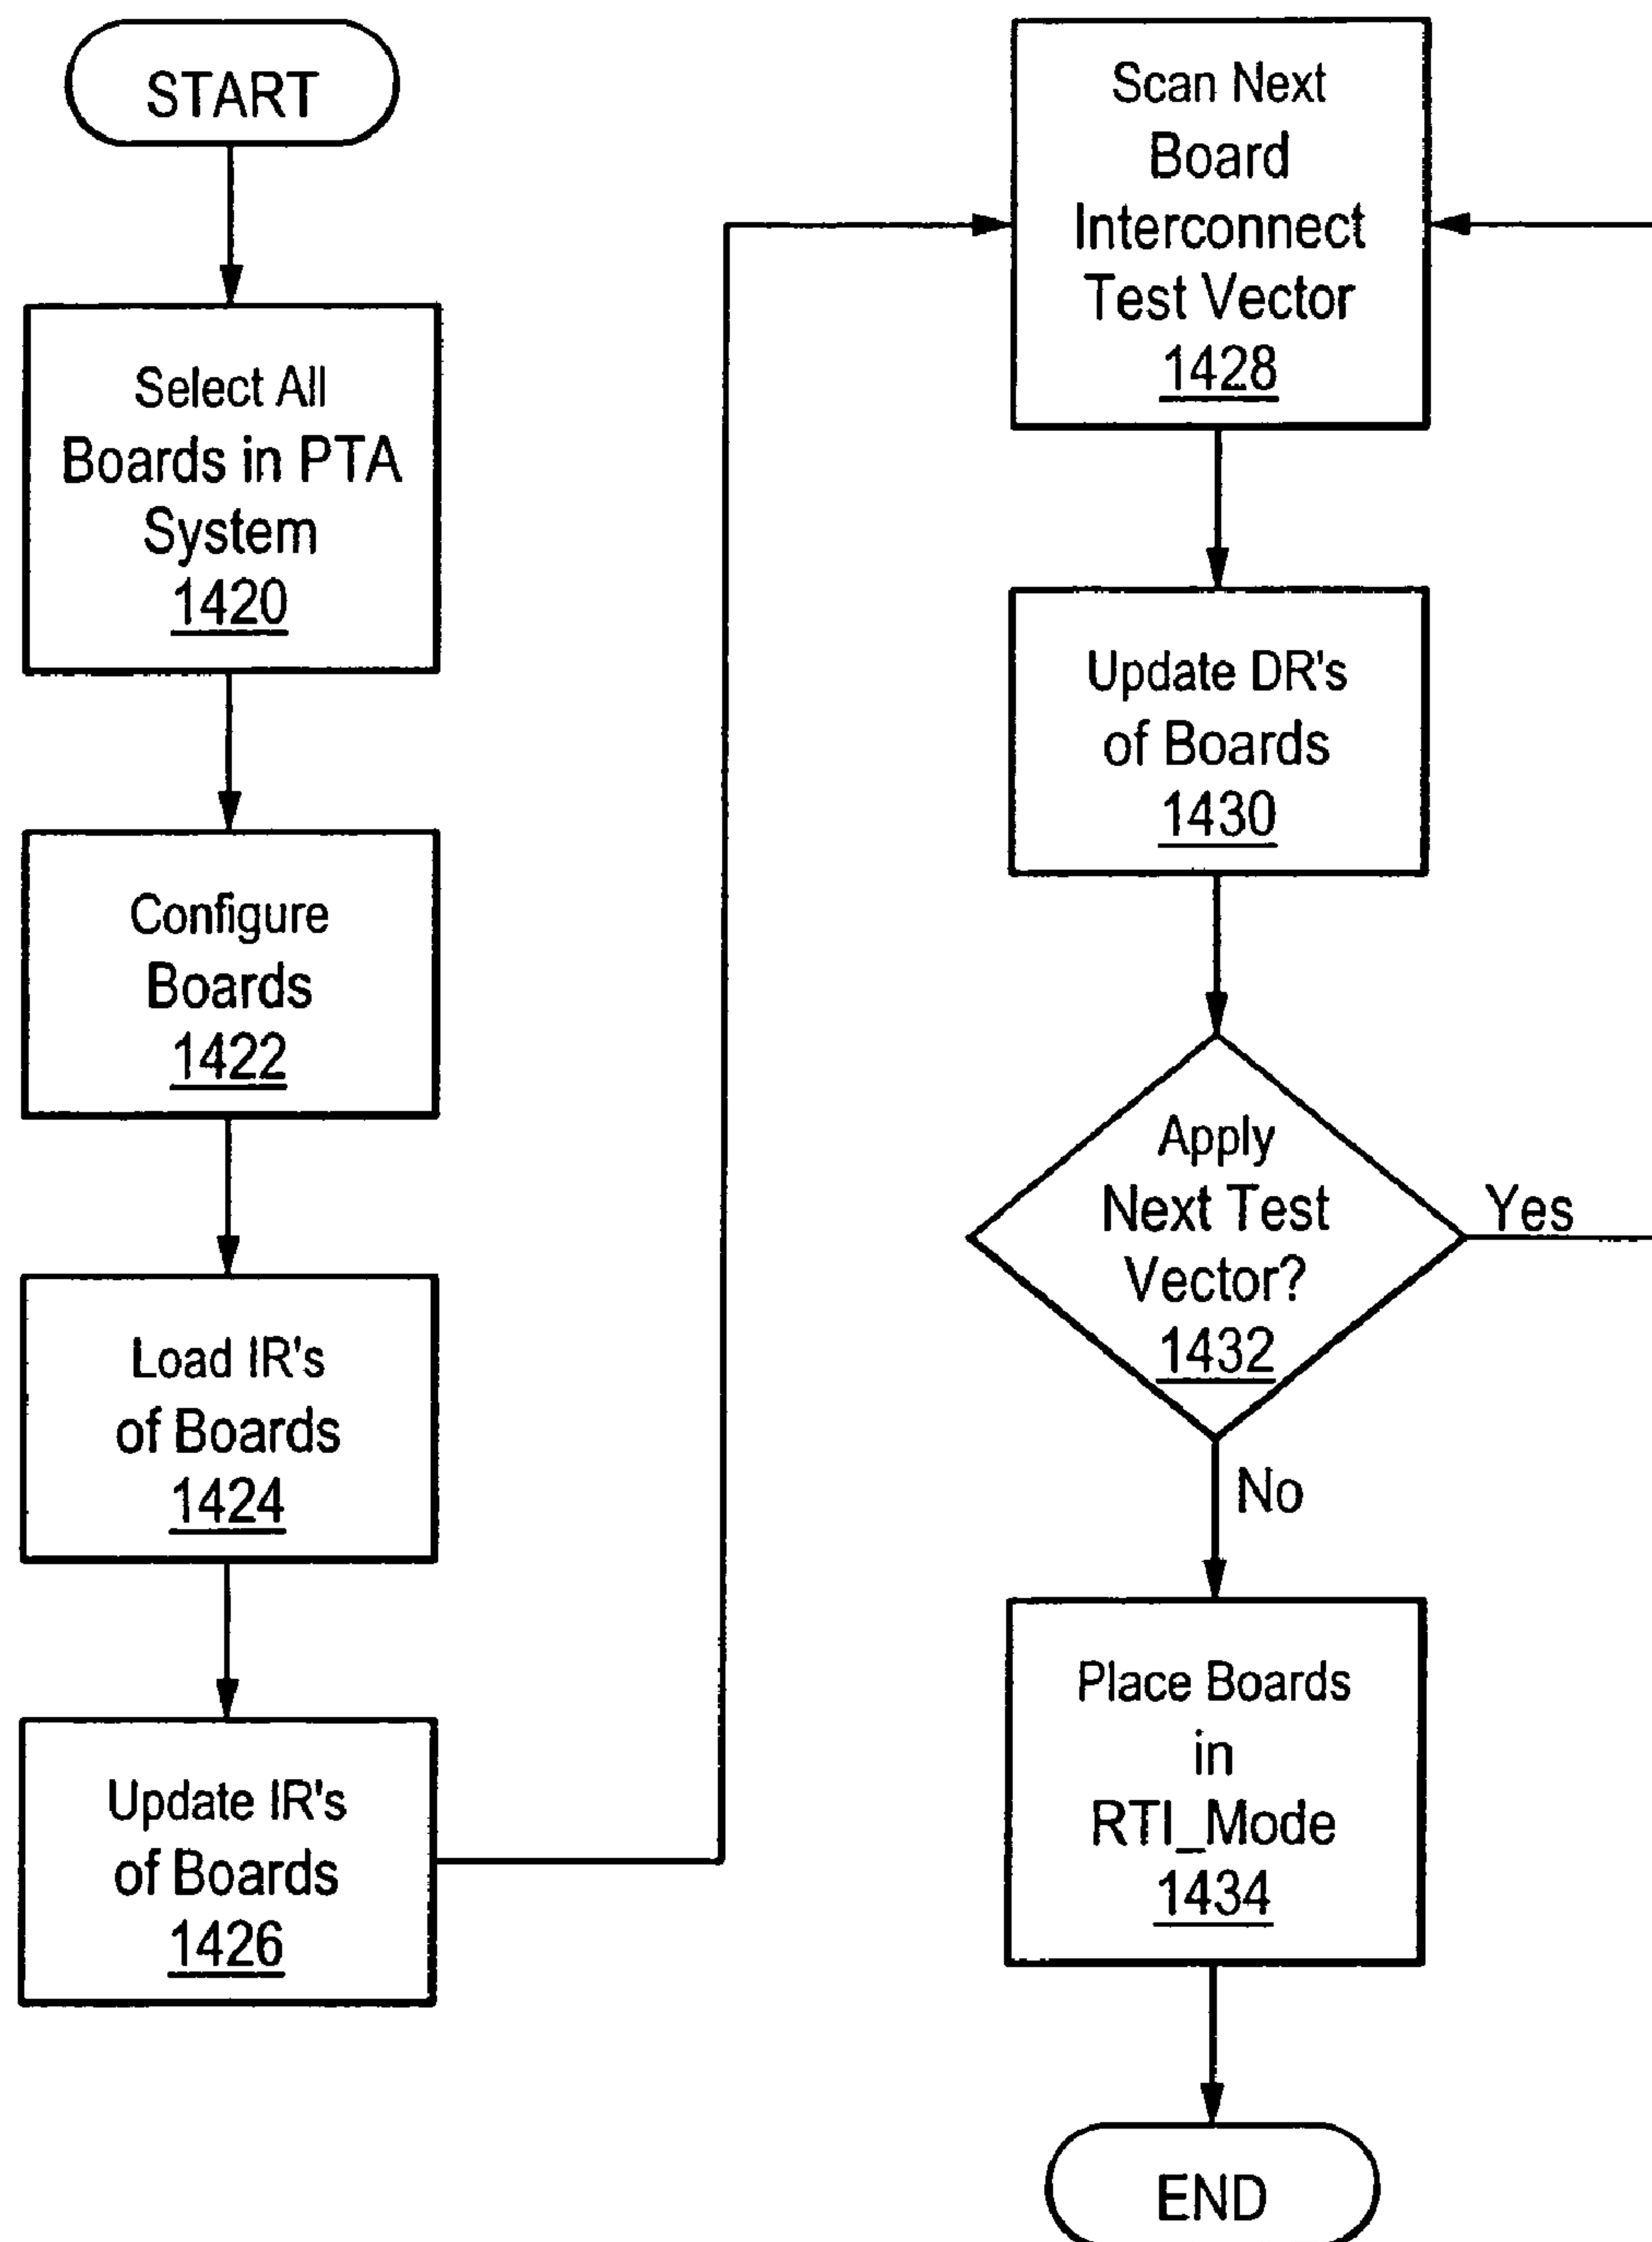 START
Select All
Boards in PTA
System
1420
Configure
Boards
1422
Load IR's
of Boards
1424
Update IR's
of Boards
1426
Scan Next
Board
Interconnect
Test Vector
1428
Update DR's
of Boards
1430
Apply
Next Test
Vector?
1432
Yes
No
Place Boards
in
RTI_Mode
1434
END